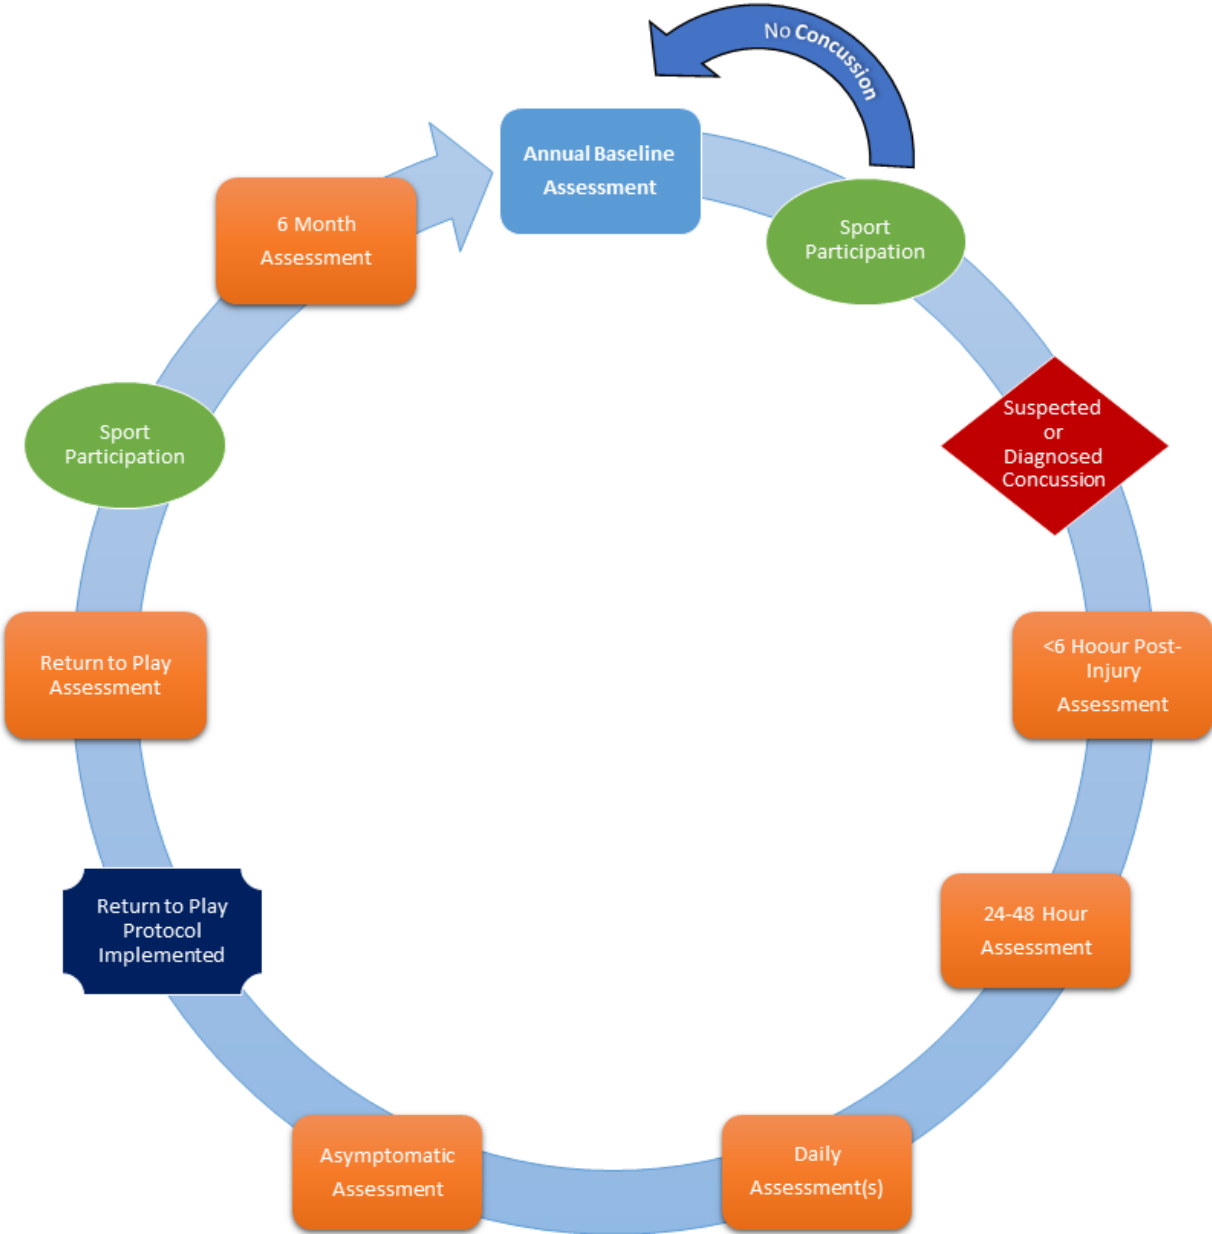 No Concussion
Annual Baseline
Assessment
Sport
Participation
Suspected
or
Diagnosed
Concussion
<6 Hoour Post-
Injury
Assessment
24-48 Hour
Assessment
Daily
Assessment(s)
Asymptomatic
Assessment
Return to Play
Protocol
Implemented
Return to Play
Assessment
Sport
Participation
6 Month
Assessment